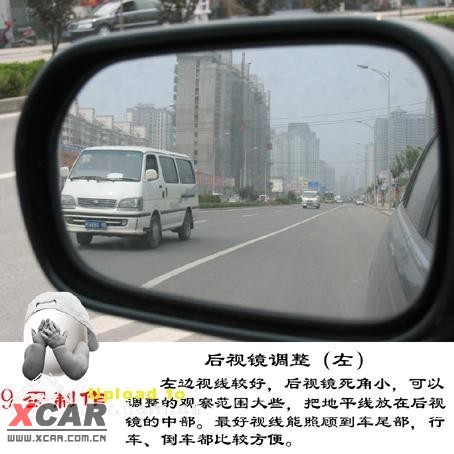 后视镜调整（左）
左边视线较好，后视镜死角小，可以
调整的观察范围大些，把地平线放在后视
镜的中部。最好视线能照顾到车尾部，行
车、倒车都比较方便。
Upload to
XCAR
WWW.XCAR.COM.CN